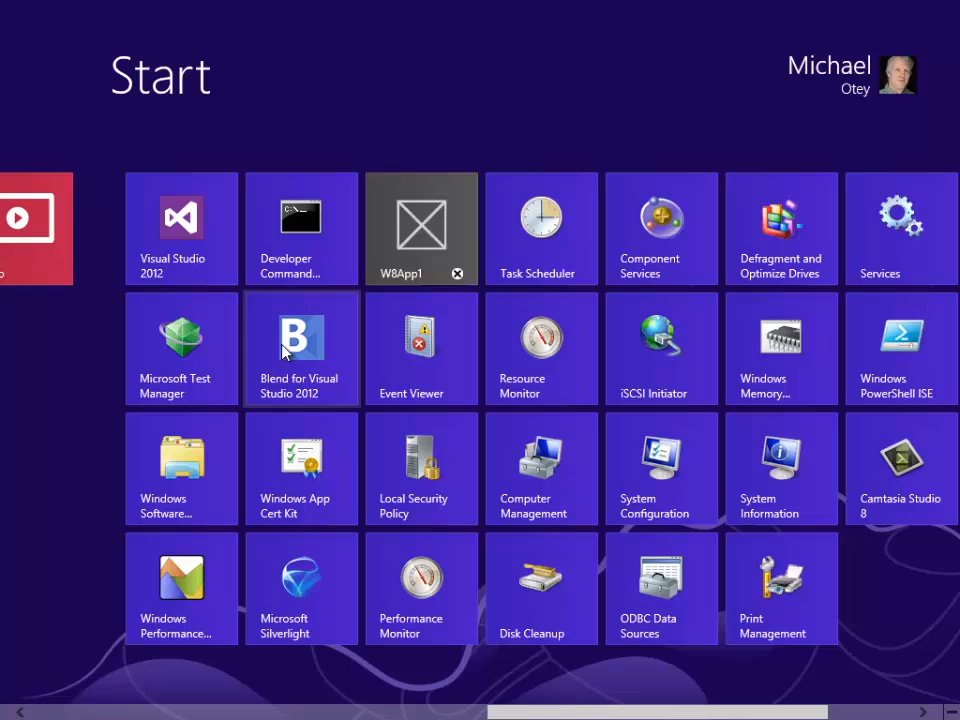 Start
Michael
Otey
Visual Studio
2012
Developer
Command...
W8App1
Task Scheduler
Component
Services
Defragment and
Optimize Drives
Services
Microsoft Test
Manager
Blend for Visual
Studio 2012
Event Viewer
Resource
Monitor
iSCSI Initiator
Windows
Memory...
Windows
PowerShell ISE
Windows
Software...
Windows App
Cert Kit
Local Security
Policy
Computer
Management
System
Configuration
System
Information
Camtasia Studio
8
Windows
Performance...
Microsoft
Silverlight
Performance
Monitor
Disk Cleanup
ODBC Data
Sources
Print
Management